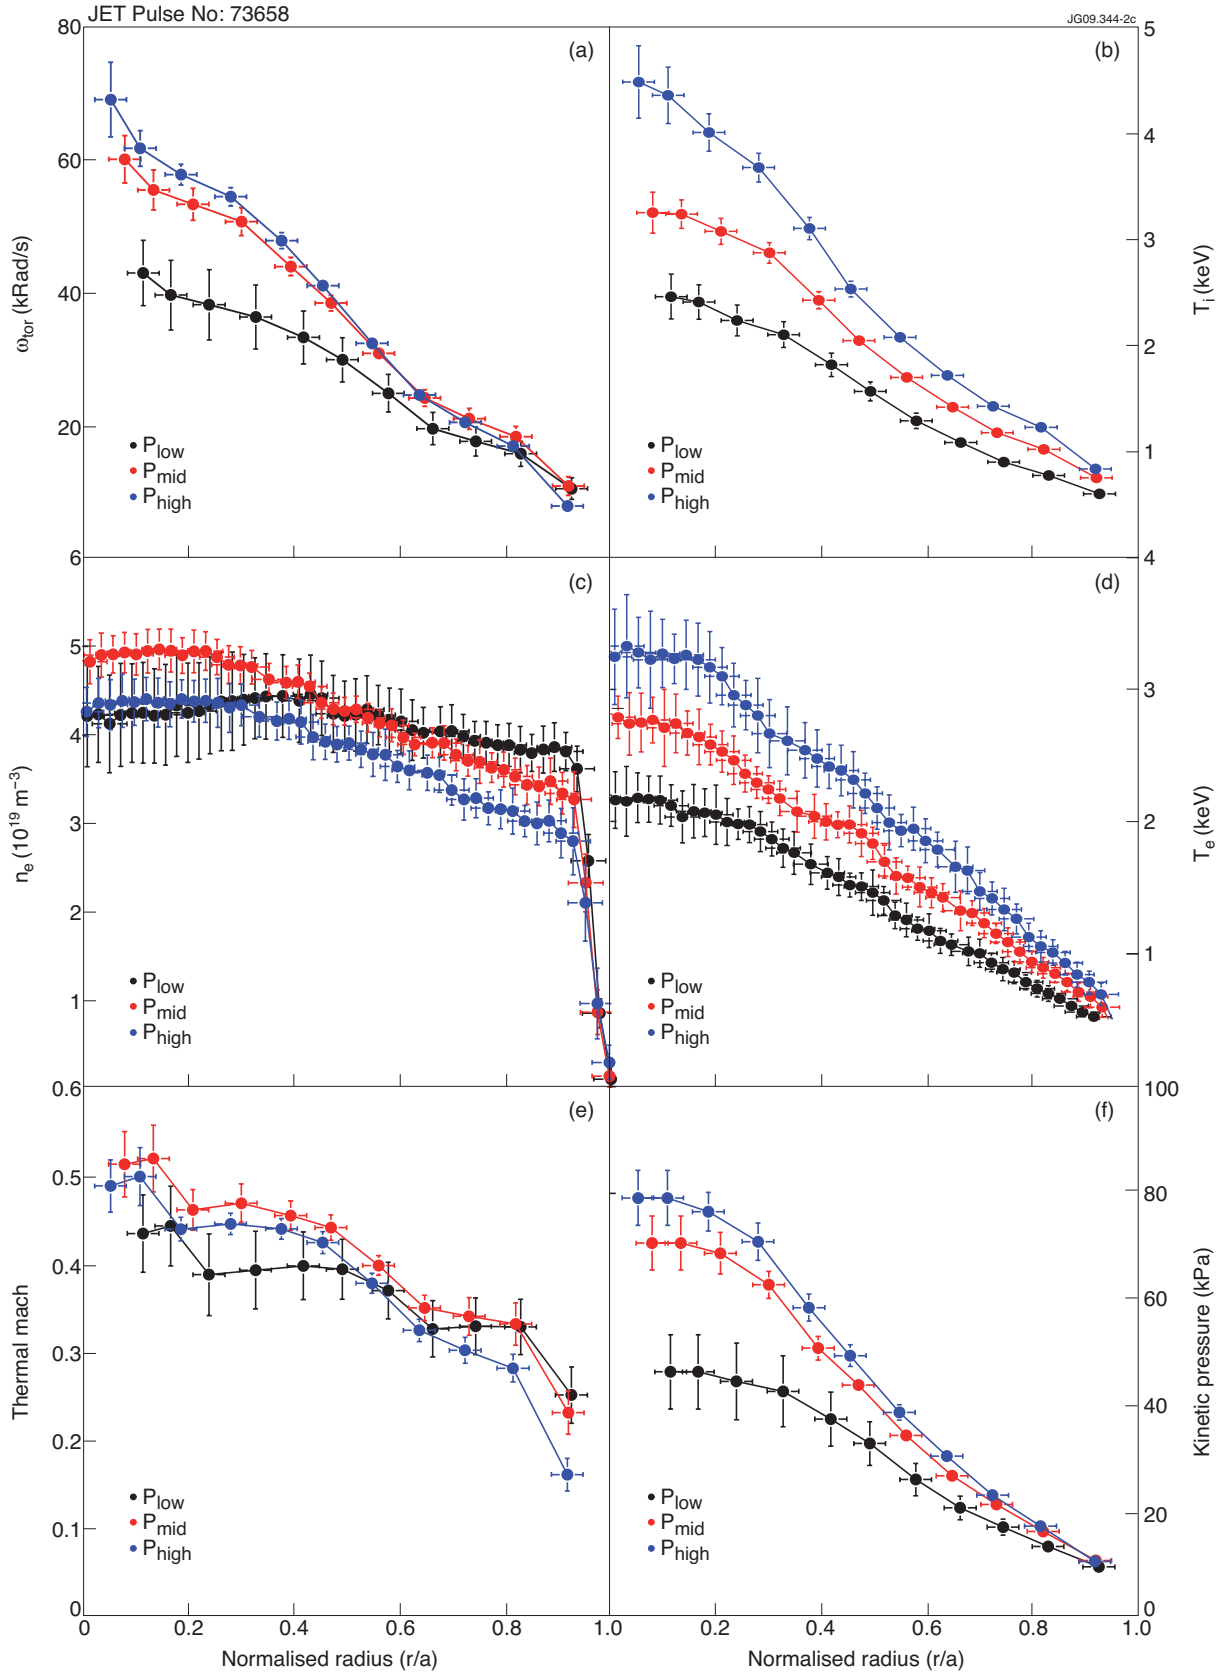 JET Pulse No: 73658
JG09.344-2c
80
60
40
20
6
ωtor (kRad/s)
(a)
Plow
Pmid
Phigh
(b)
5
4
3
2
1
4
Ti (keV)
Plow
Pmid
Phigh
(c)
5
4
3
2
1
0.6
ne (10^19 m^-3)
Plow
Pmid
Phigh
(d)
3
2
1
100
Te (keV)
Plow
Pmid
Phigh
(e)
0.5
0.4
0.3
0.2
0.1
0
Thermal mach
Plow
Pmid
Phigh
(f)
80
60
40
20
0
Kinetic pressure (kPa)
Plow
Pmid
Phigh
0 0.2 0.4 0.6 0.8 1.0 0.2 0.4 0.6 0.8 1.0
Normalised radius (r/a) Normalised radius (r/a)